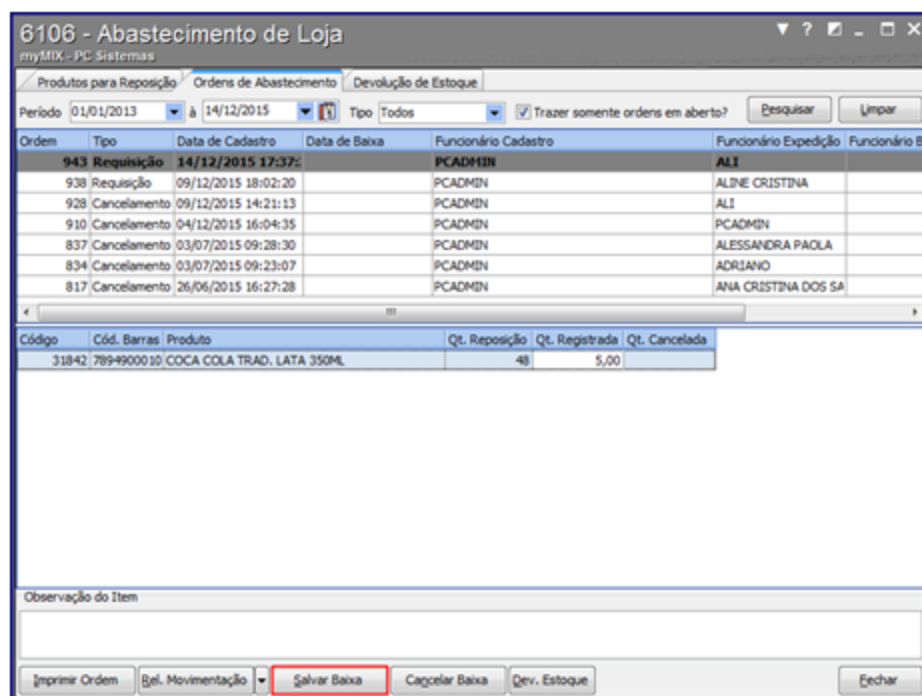 6106 - Abastecimento de Loja
myMIX - PC Sistemas
Produtos para Reposição Ordens de Abastecimento Devolução de Estoque
Período 01/01/2013 à 14/12/2015 Tipo Todos Trazer somente ordens em aberto? Pesquisar Limpar
Ordem Tipo Data de Cadastro Data de Baixa Funcionário Cadastro Funcionário Expedição Funcionário B
943 Requisição 14/12/2015 17:37: PCADMIN ALI
938 Requisição 09/12/2015 18:02:20 PCADMIN ALINE CRISTINA
928 Cancelamento 09/12/2015 14:21:13 PCADMIN ALI
910 Cancelamento 04/12/2015 16:04:35 PCADMIN PCADMIN
837 Cancelamento 03/07/2015 09:28:30 PCADMIN ALESSANDRA PAOLA
834 Cancelamento 03/07/2015 09:23:07 PCADMIN ADRIANO
817 Cancelamento 26/06/2015 16:27:28 PCADMIN ANA CRISTINA DOS SA
Código Cód. Barras Produto Qt. Reposição Qt. Registrada Qt. Cancelada
31842 7894900010 COCA COLA TRAD. LATA 350ML 48 5,00
Observação do Item
Imprimir Ordem Rel. Movimentação Salvar Baixa Cancelar Baixa Dev. Estoque Fechar